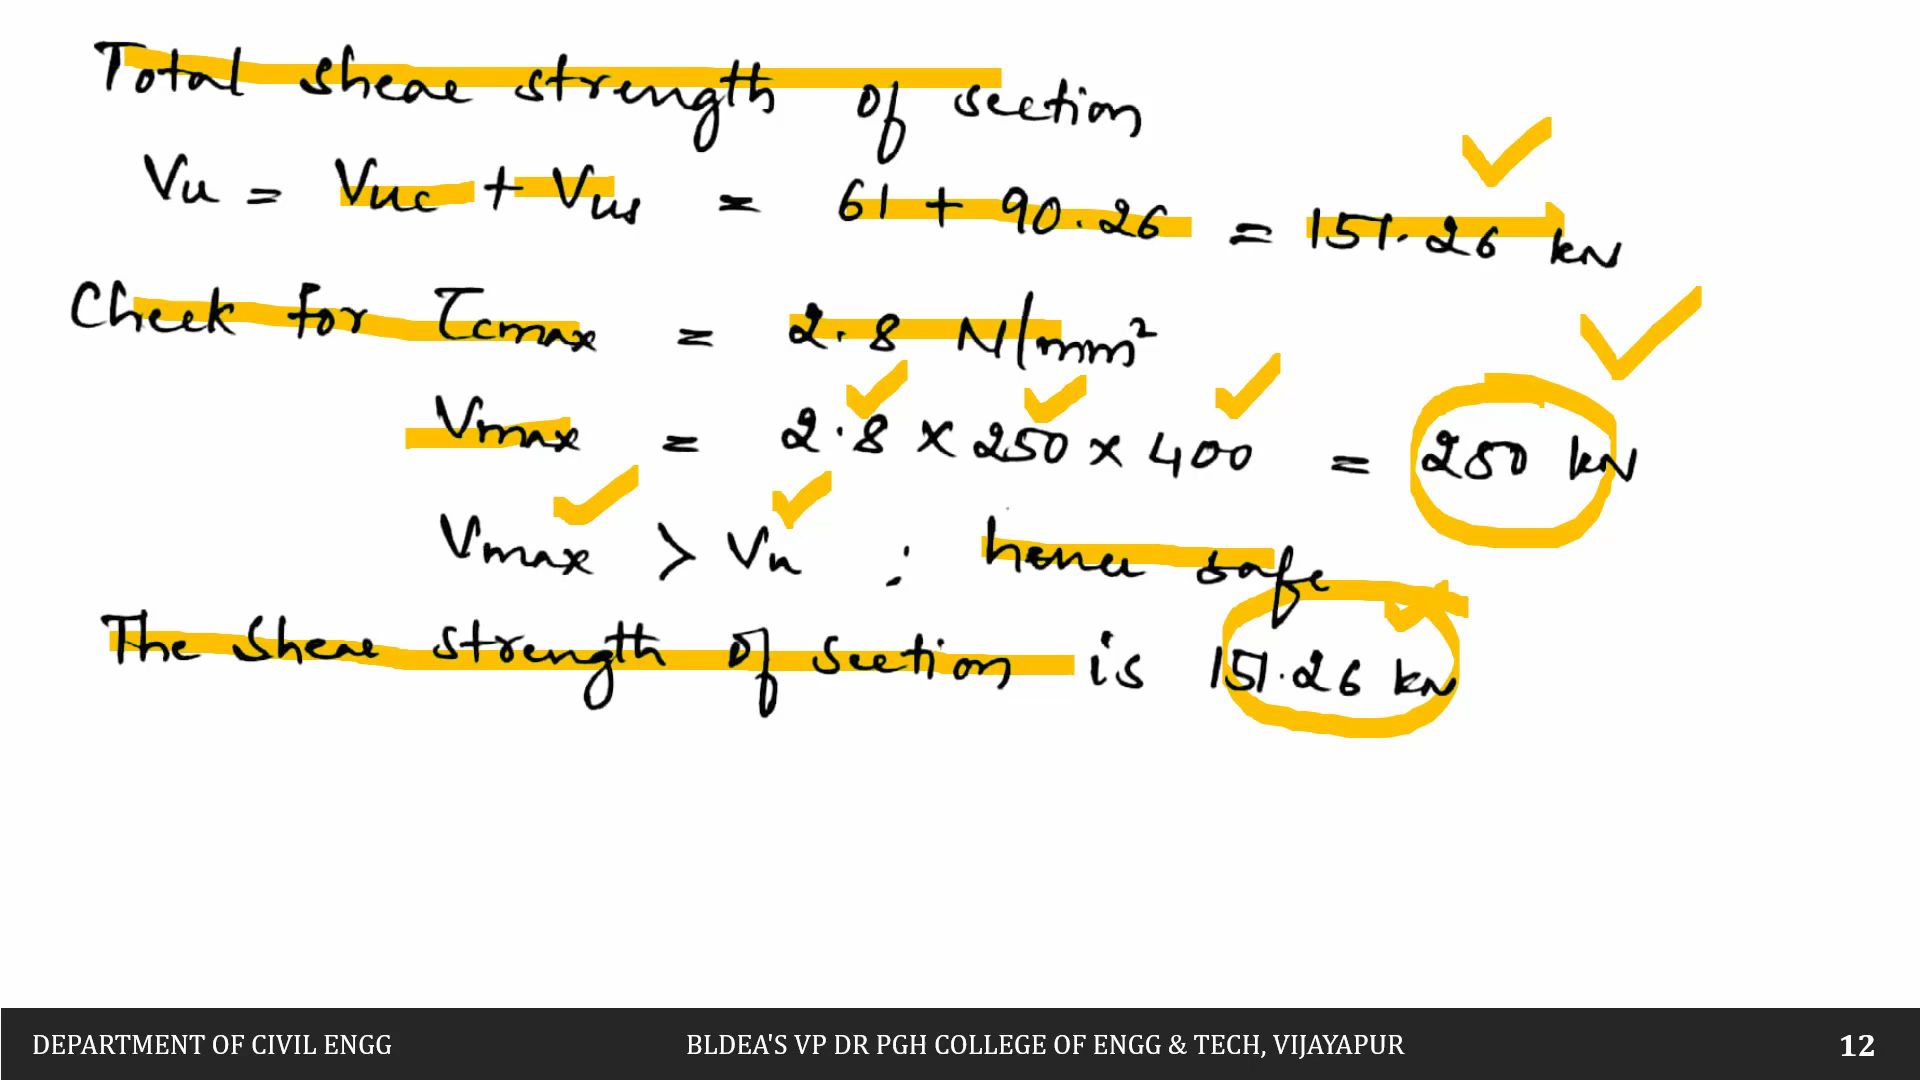 Total shear strength of section
Vu = Vuc + Vus = 61 + 90.26 = 151.26 kN
Check for τcmax = 2.8 N/mm²
Vmax = 2.8 × 250 × 400 = 280 kN
Vmax > Vu : hence safe
The shear strength of section is 151.26 kN
DEPARTMENT OF CIVIL ENGG BLDEA'S VP DR PGH COLLEGE OF ENGG & TECH, VIJAYAPUR 12